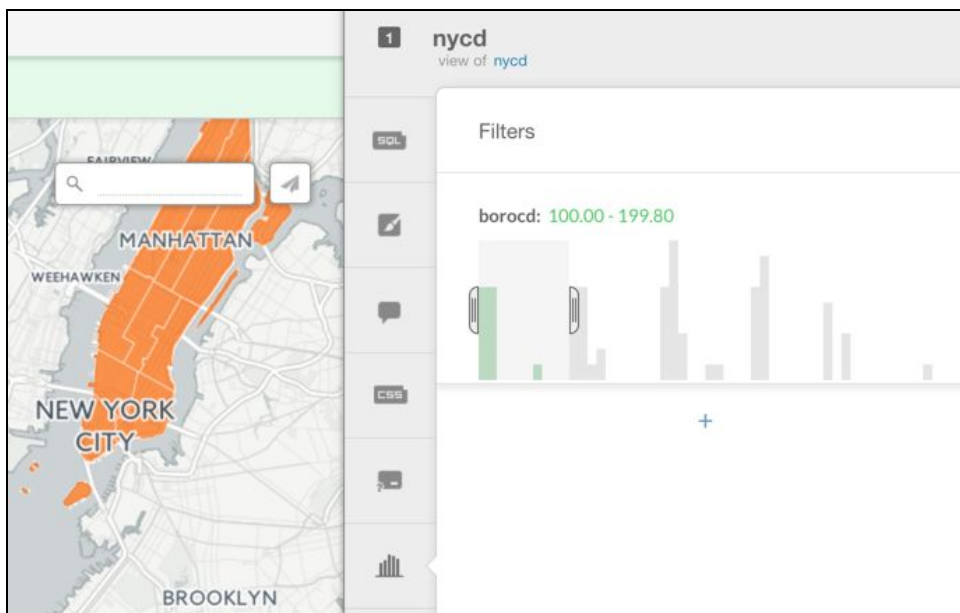 1
nycd
view of nycd
SQL
Filters
FAIRVIEW
borocd: 100.00 - 199.80
MANHATTAN
WEEHAWKEN
CSS
NEW YORK
CITY
+
?
BROOKLYN